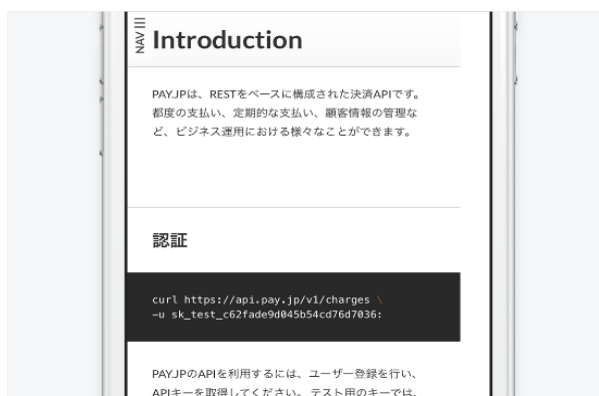 NAV
Introduction
PAY.JPは、RESTをベースに構成された決済APIです。
都度の支払い、定期的な支払い、顧客情報の管理な
ど、ビジネス運用における様々なことができます。
認証
curl https://api.pay.jp/v1/charges \
-u sk_test_c62fade9d045b54cd76d7036:
PAY.JPのAPIを利用するには、ユーザー登録を行い、
APIキーを取得してください。 テスト用のキーでは、